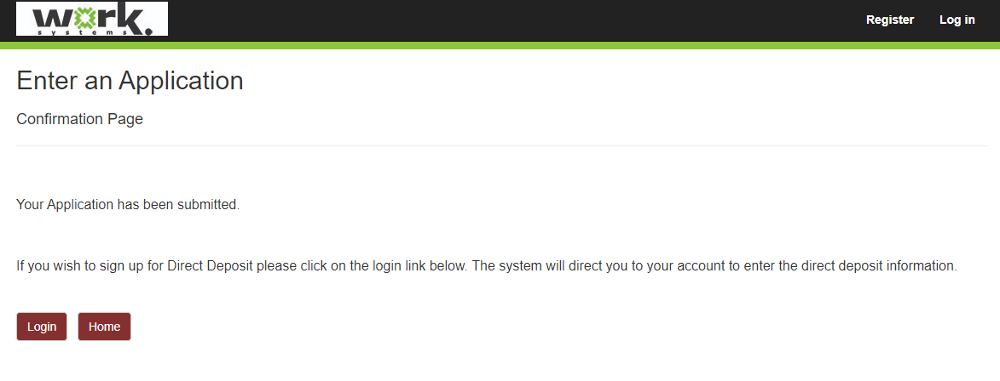 work.
systems
Register
Log in
Enter an Application
Confirmation Page
Your Application has been submitted.
If you wish to sign up for Direct Deposit please click on the login link below. The system will direct you to your account to enter the direct deposit information.
Login
Home